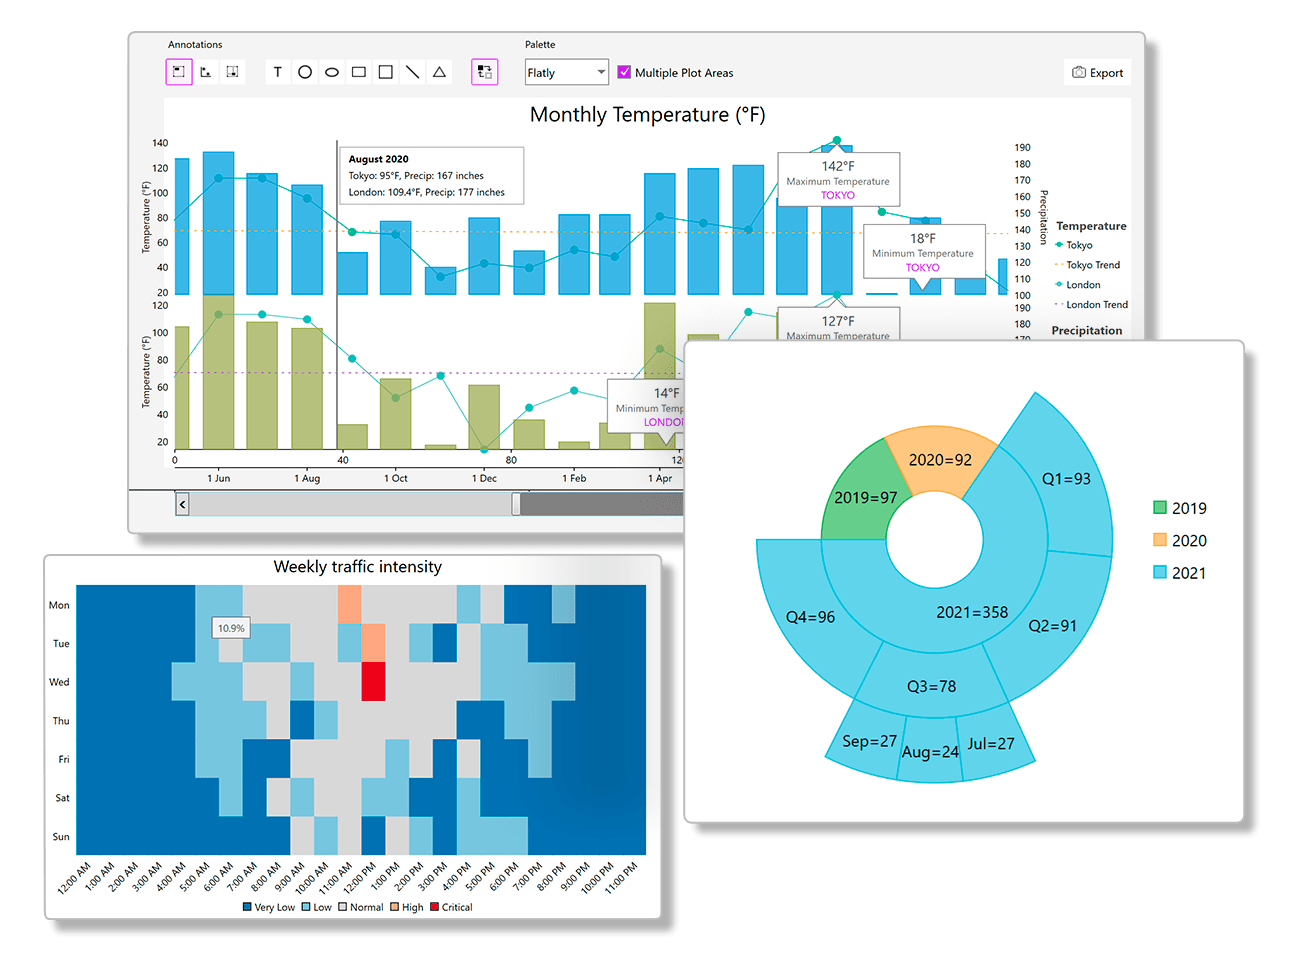 Annotations
Palette
T
Flatly
Multiple Plot Areas
Export
Monthly Temperature (°F)
140
120
100
80
60
40
20
Temperature (°F)
August 2020
Tokyo: 95°F, Precip: 167 inches
London: 109.4°F, Precip: 177 inches
142°F
Maximum Temperature
TOKYO
18°F
Minimum Temperature
TOKYO
190
180
170
160
150
140
130
120
110
100
Precipitation
Temperature
Tokyo
Tokyo Trend
London
London Trend
Precipitation
120
100
80
60
40
20
Temperature (°F)
127°F
Maximum Temperature
14°F
Minimum Temp
LONDO
190
180
170
0
40
80
12
1 Jun
1 Aug
1 Oct
1 Dec
1 Feb
1 Apr
2019=97
2020=92
2021=358
Q1=93
Q2=91
Q3=78
Q4=96
Sep=27
Aug=24
Jul=27
2019
2020
2021
Weekly traffic intensity
Mon
Tue
Wed
Thu
Fri
Sat
Sun
10.9%
12:00 AM
1:00 AM
2:00 AM
3:00 AM
4:00 AM
5:00 AM
6:00 AM
7:00 AM
8:00 AM
9:00 AM
10:00 AM
11:00 AM
12:00 PM
1:00 PM
2:00 PM
3:00 PM
4:00 PM
5:00 PM
6:00 PM
7:00 PM
8:00 PM
9:00 PM
10:00 PM
11:00 PM
Very Low
Low
Normal
High
Critical